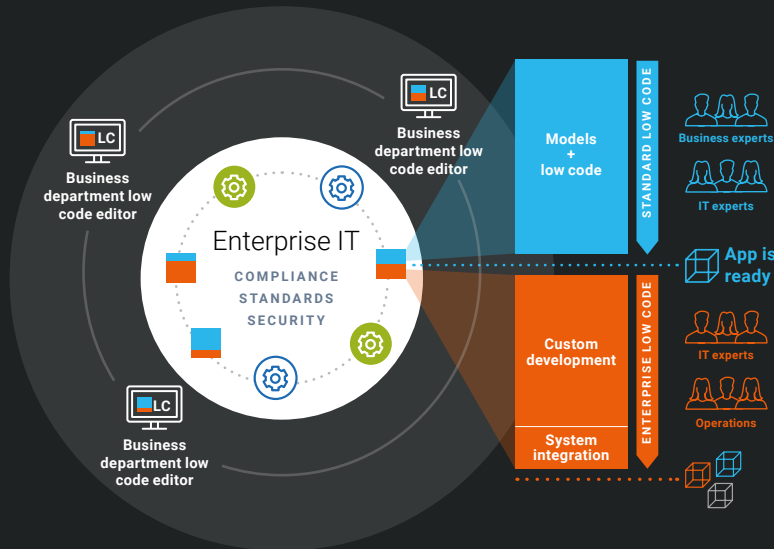 LC
Business
department low
code editor
LC
Business
department low
code editor
Enterprise IT
COMPLIANCE
STANDARDS
SECURITY
LC
Business
department low
code editor
Models
+
low code
STANDARD LOW CODE
Business experts
IT experts
App is
ready
Custom
development
System
integration
ENTERPRISE LOW CODE
IT experts
Operations